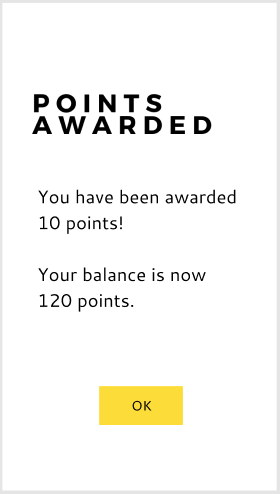 POINTS
AWARDED
You have been awarded
10 points!
Your balance is now
120 points.
OK